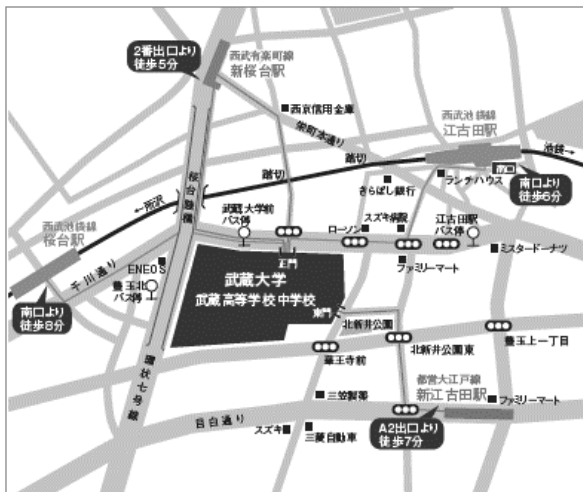 2番出口より
徒歩5分
西武有楽町線
新桜台駅
西京信用金庫
栄町本通り
西武池袋線
江古田駅
池袋→
踏切
踏切
南口
ランチハウス
きらぼし銀行
南口より
徒歩6分
桜台陸橋
←所沢
武蔵大学前
バス停
ローソン
スズキ病院
江古田駅
バス停
西武池袋線
桜台駅
千川通り
ENEOS
豊玉北
バス停
正門
武蔵大学
武蔵高等学校中学校
東門
ファミリーマート
ミスタードーナツ
南口より
徒歩8分
北新井公園
北新井公園東
豊玉上一丁目
華王寺前
環状七号線
目白通り
三笠製薬
都営大江戸線
新江古田駅
ファミリーマート
スズキ
三菱自動車
A2出口より
徒歩7分